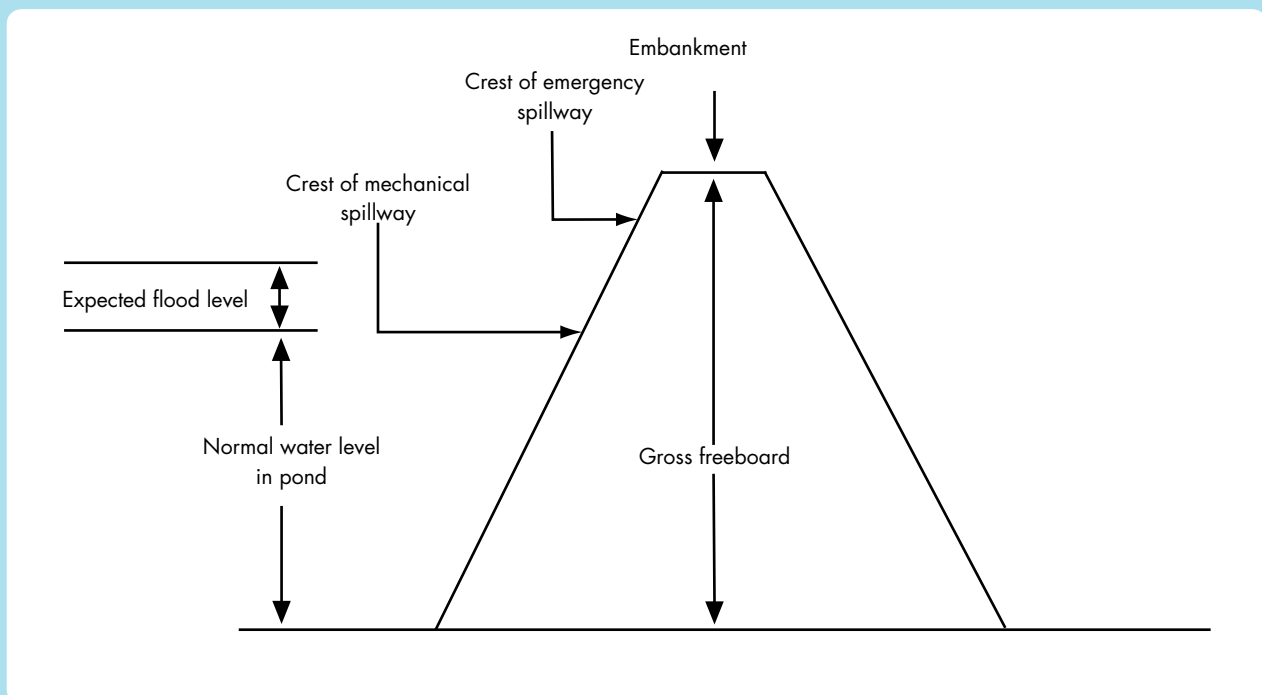 Embankment
Crest of emergency
spillway
Crest of mechanical
spillway
Expected flood level
Normal water level
in pond
Gross freeboard